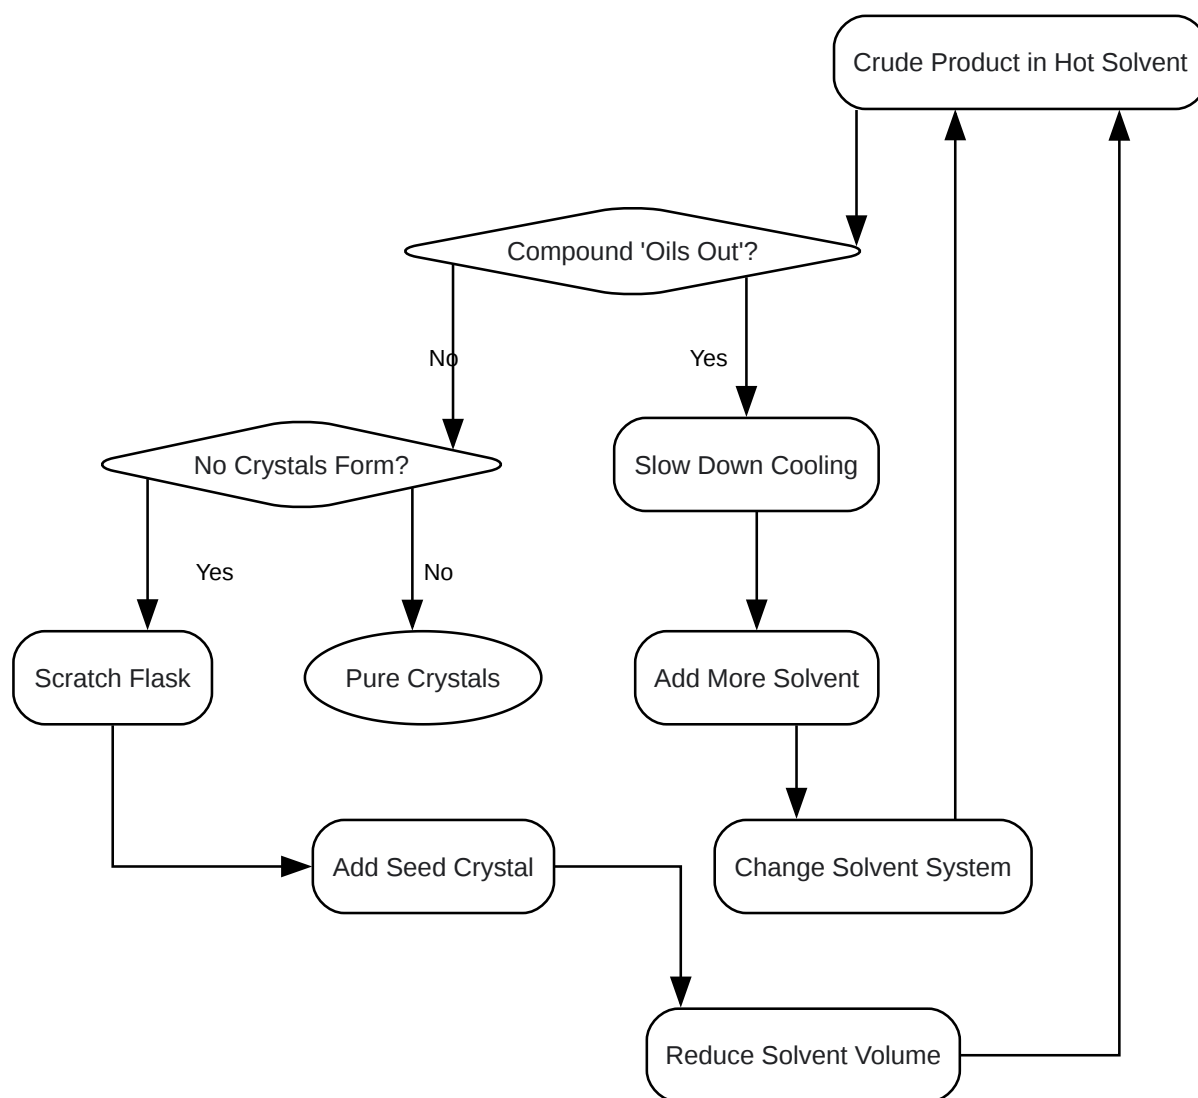 Crude Product in Hot Solvent
Compound 'Oils Out'?
No
Yes
No Crystals Form?
Slow Down Cooling
Yes
No
Scratch Flask
Pure Crystals
Add More Solvent
Add Seed Crystal
Change Solvent System
Reduce Solvent Volume